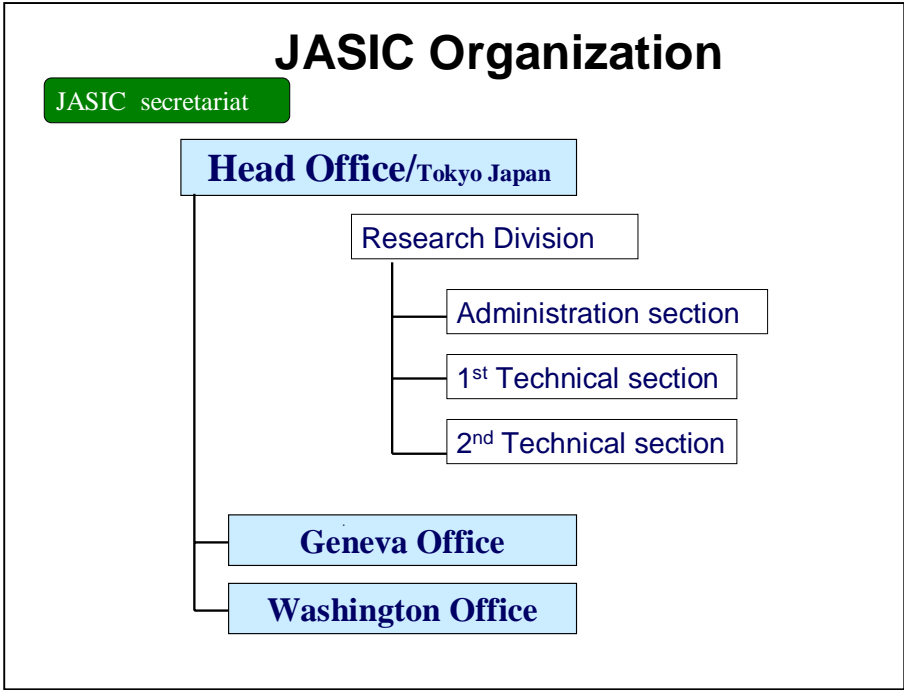 JASIC Organization
JASIC secretariat
Head Office/Tokyo Japan
Research Division
Administration section
1st Technical section
2nd Technical section
Geneva Office
Washington Office